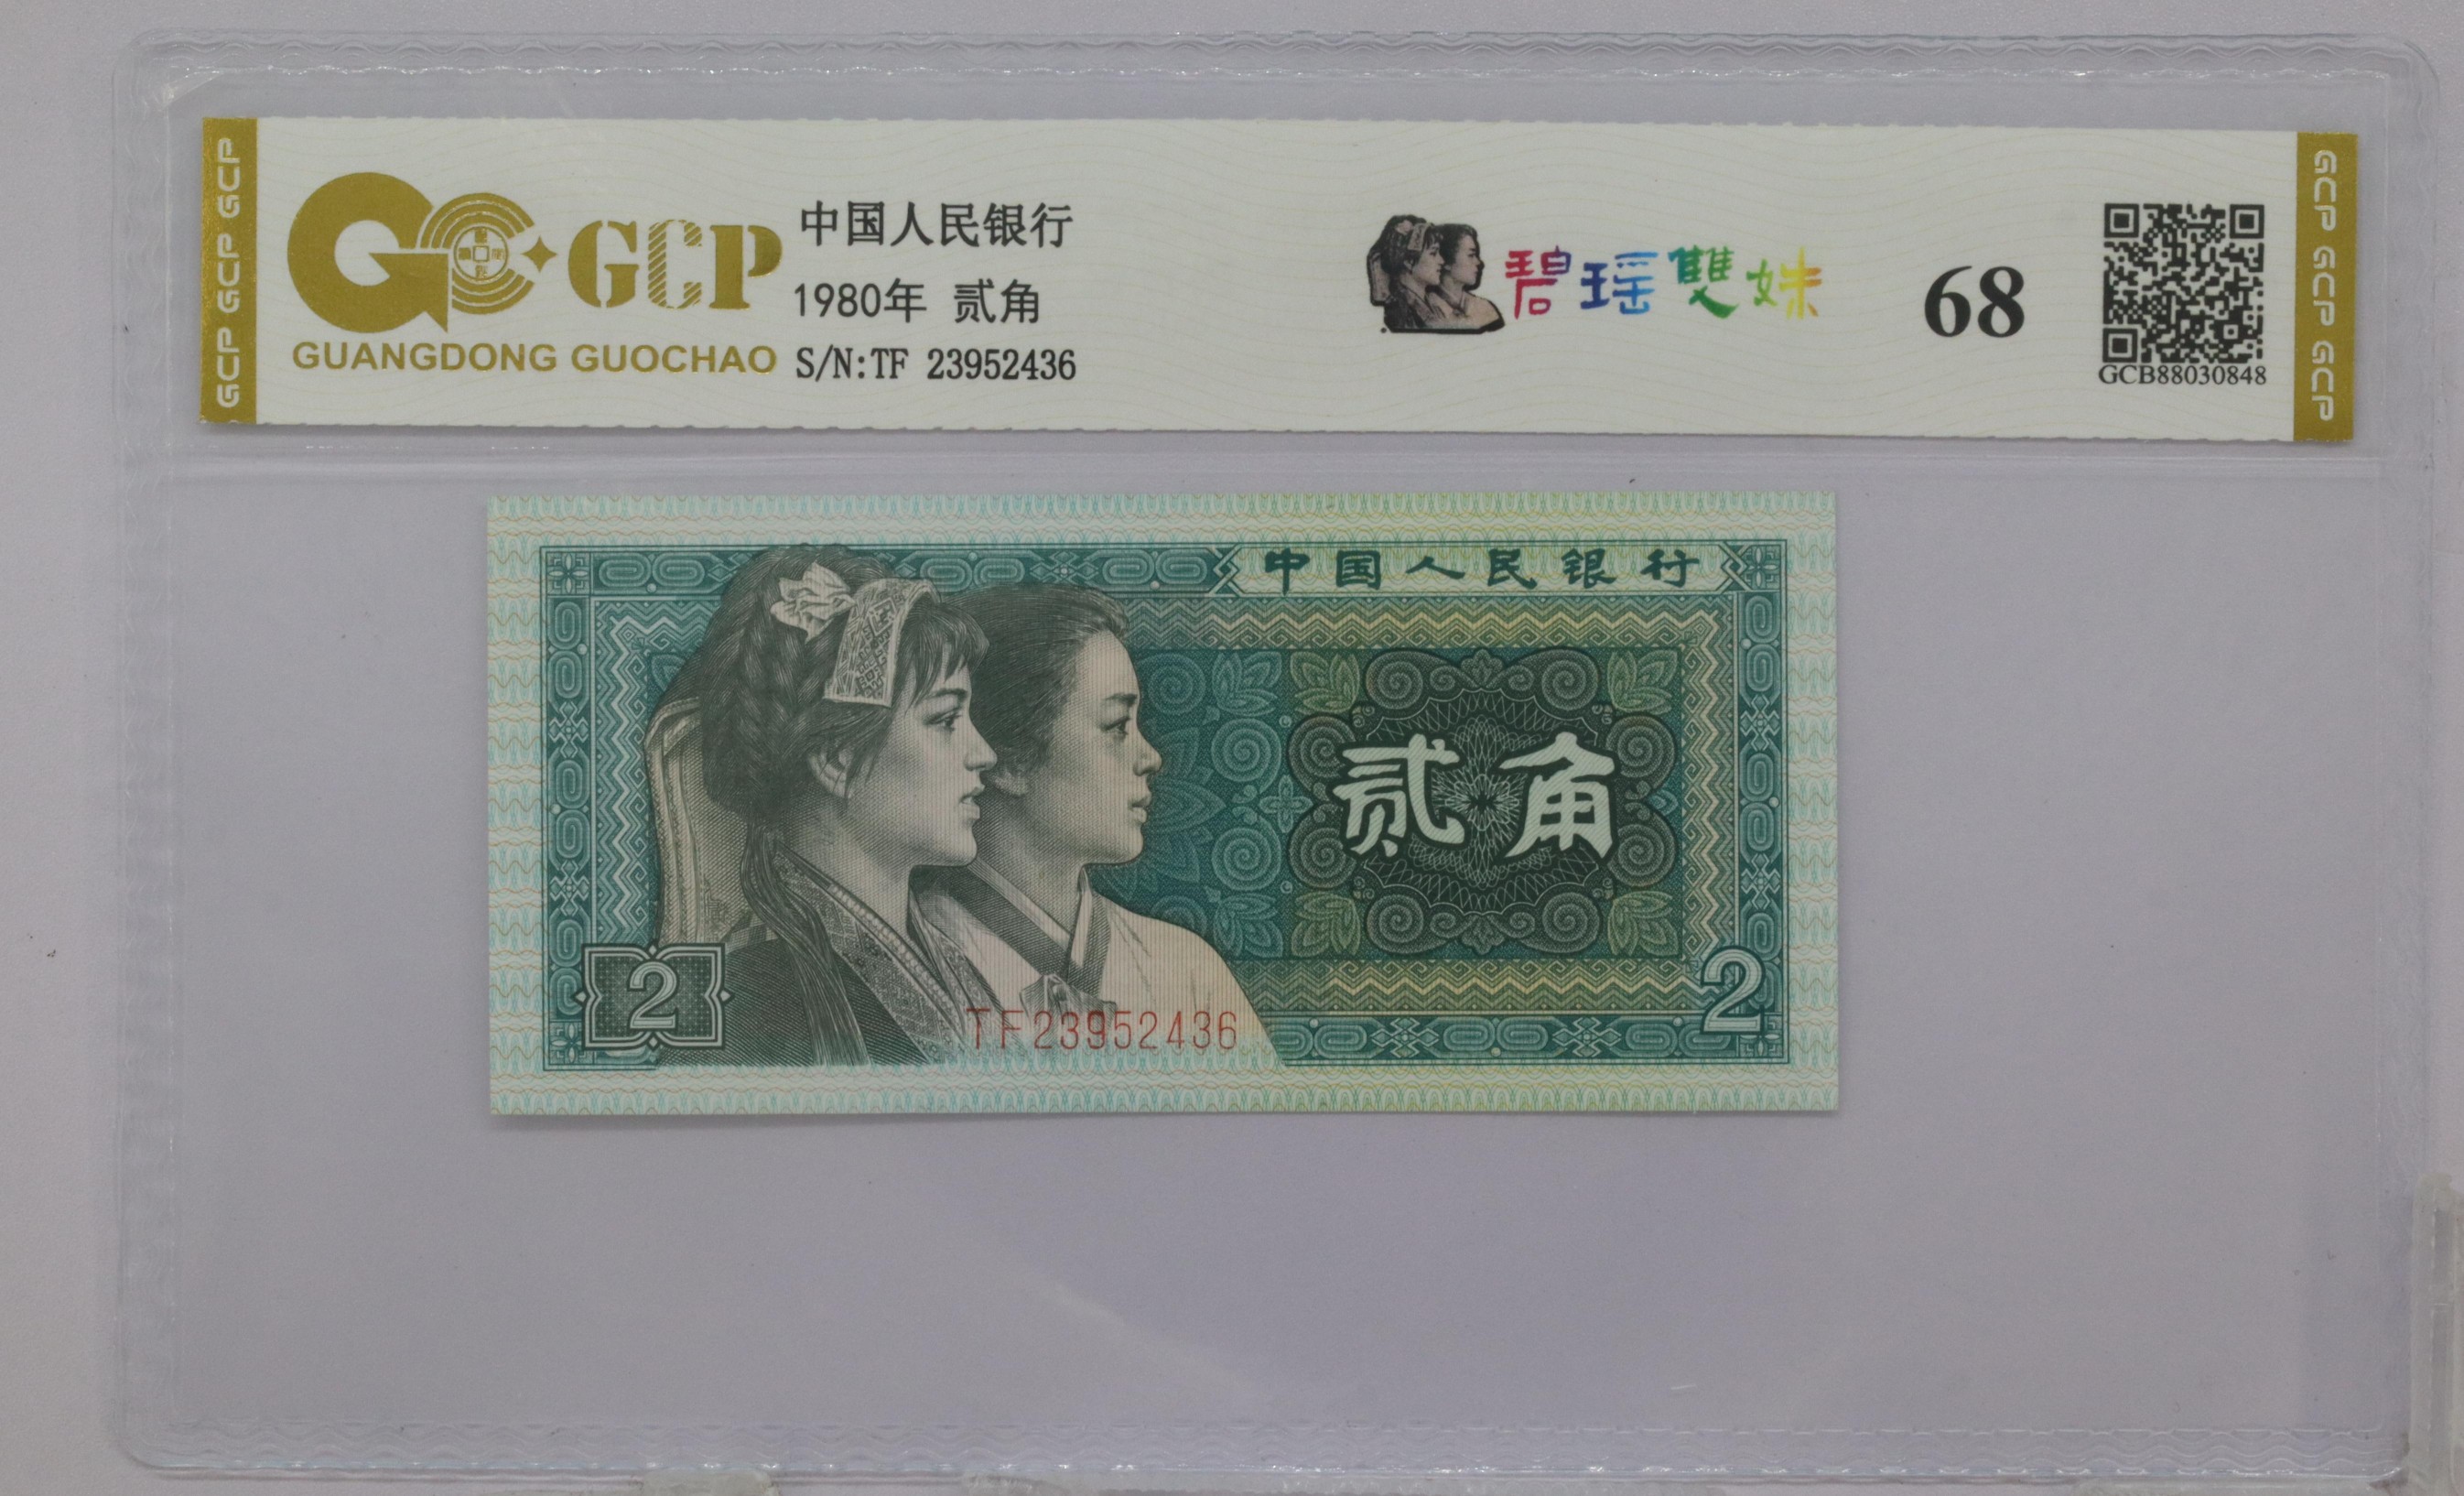 GCP GCP GCP
GCP
GUANGDONG GUOCHAO
中国人民银行
1980年 贰角
S/N:TF 23952436
碧瑶雙姝
68
GCB88030848
GCP GCP GCP
中国人民银行
贰角
2
TF23952436
2